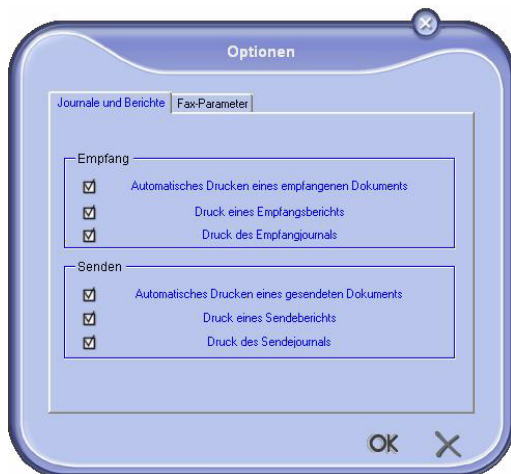 Optionen
Journale und Berichte
Fax-Parameter
Empfang
Automatisches Drucken eines empfangenen Dokuments
Druck eines Empfangsberichts
Druck des Empfangjournals
Senden
Automatisches Drucken eines gesendeten Dokuments
Druck eines Sendeberichts
Druck des Sendejournals
OK